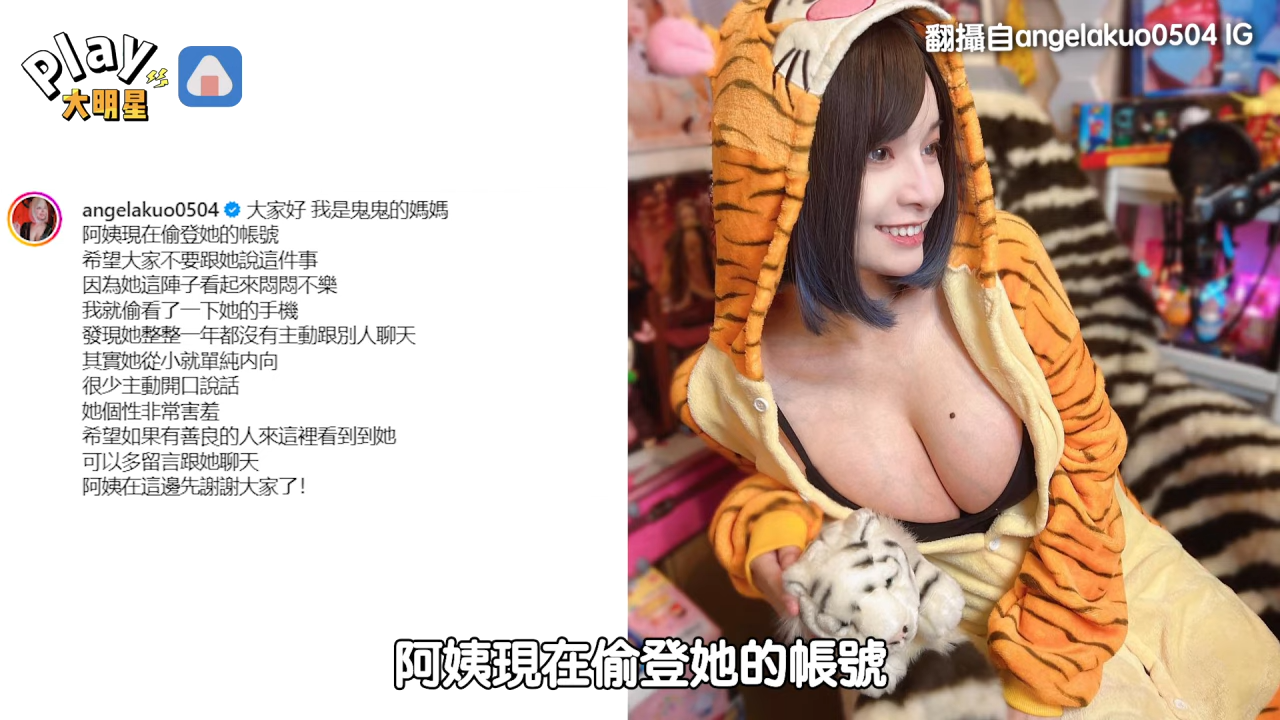 Play
大明星
翻攝自angelakuo0504 IG
angelakuo0504 大家好 我是鬼鬼的媽媽
阿姨現在偷登她的帳號
希望大家不要跟她說這件事
因為她這陣子看起來悶悶不樂
我就偷看了一下她的手機
發現她整整一年都沒有主動跟別人聊天
其實她從小就單純内向
很少主動開口說話
她個性非常害羞
希望如果有善良的人來這裡看到到她
可以多留言跟她聊天
阿姨在這邊先謝謝大家了!
阿姨現在偷登她的帳號